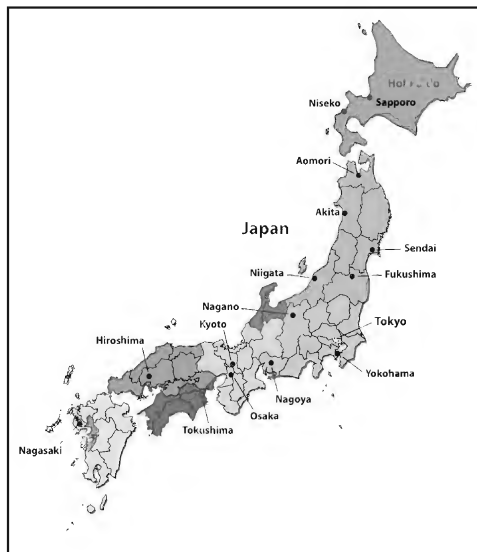 Niseko
Sapporo
Aomori
Akita
Japan
Sendai
Niigata
Fukushima
Nagano
Tokyo
Kyoto
Hiroshima
Yokohama
Nagoya
Osaka
Tokushima
Nagasaki